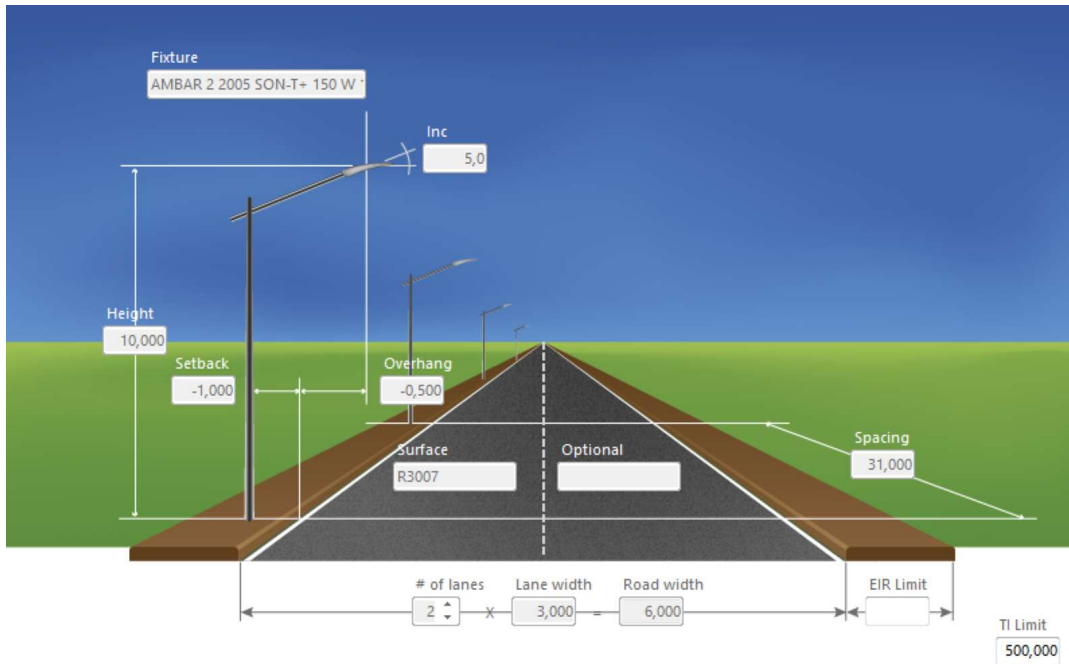 Fixture
AMBAR 2 2005 SON-T+ 150 W
Inc
5,0
Height
10,000
Setback
-1,000
Overhang
-0,500
Surface
R3007
Optional
Spacing
31,000
# of lanes Lane width Road width EIR Limit
2 X 3,000 = 6,000
TI Limit
500,000